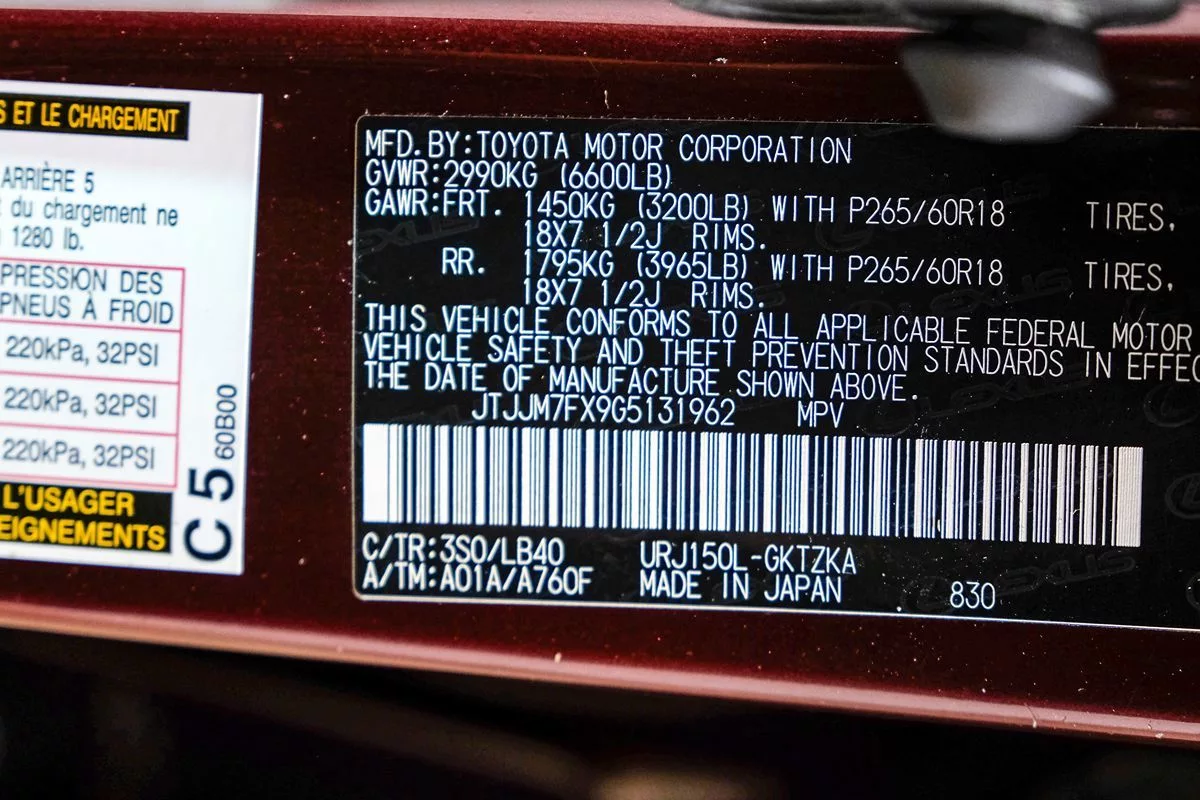 S ET LE CHARGEMENT
ARRIÈRE 5
du chargement ne
1280 lb.
PRESSION DES
PNEUS À FROID
220kPa, 32PSI
220kPa, 32PSI
220kPa, 32PSI
L'USAGER
EIGNEMENTS
C 5
60B00
MFD. BY: TOYOTA MOTOR CORPORATION
GVWR: 2990KG (6600LB)
GAWR: FRT. 1450KG (3200LB) WITH P265/60R18 TIRES,
18X7 1/2J RIMS.
RR. 1795KG (3965LB) WITH P265/60R18 TIRES,
18X7 1/2J RIMS.
THIS VEHICLE CONFORMS TO ALL APPLICABLE FEDERAL MOTOR
VEHICLE SAFETY AND THEFT PREVENTION STANDARDS IN EFFEC
THE DATE OF MANUFACTURE SHOWN ABOVE.
JTJJM7FX9G5131962 MPV
C/TR: 3S0/LB40 URJ150L-GKTZKA
A/TM: A01A/A760F MADE IN JAPAN 830